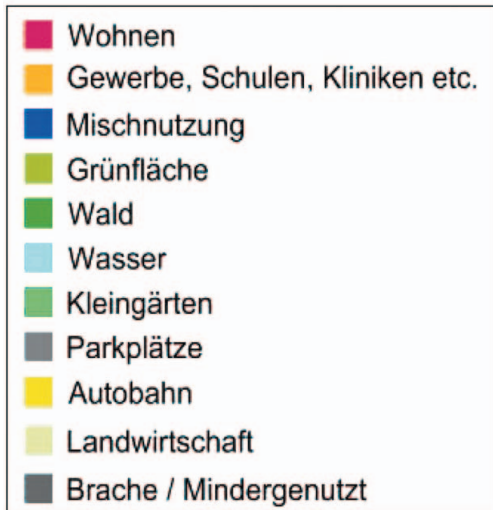 Wohnen
Gewerbe, Schulen, Kliniken etc.
Mischnutzung
Grünfläche
Wald
Wasser
Kleingärten
Parkplätze
Autobahn
Landwirtschaft
Brache / Mindergenutzt